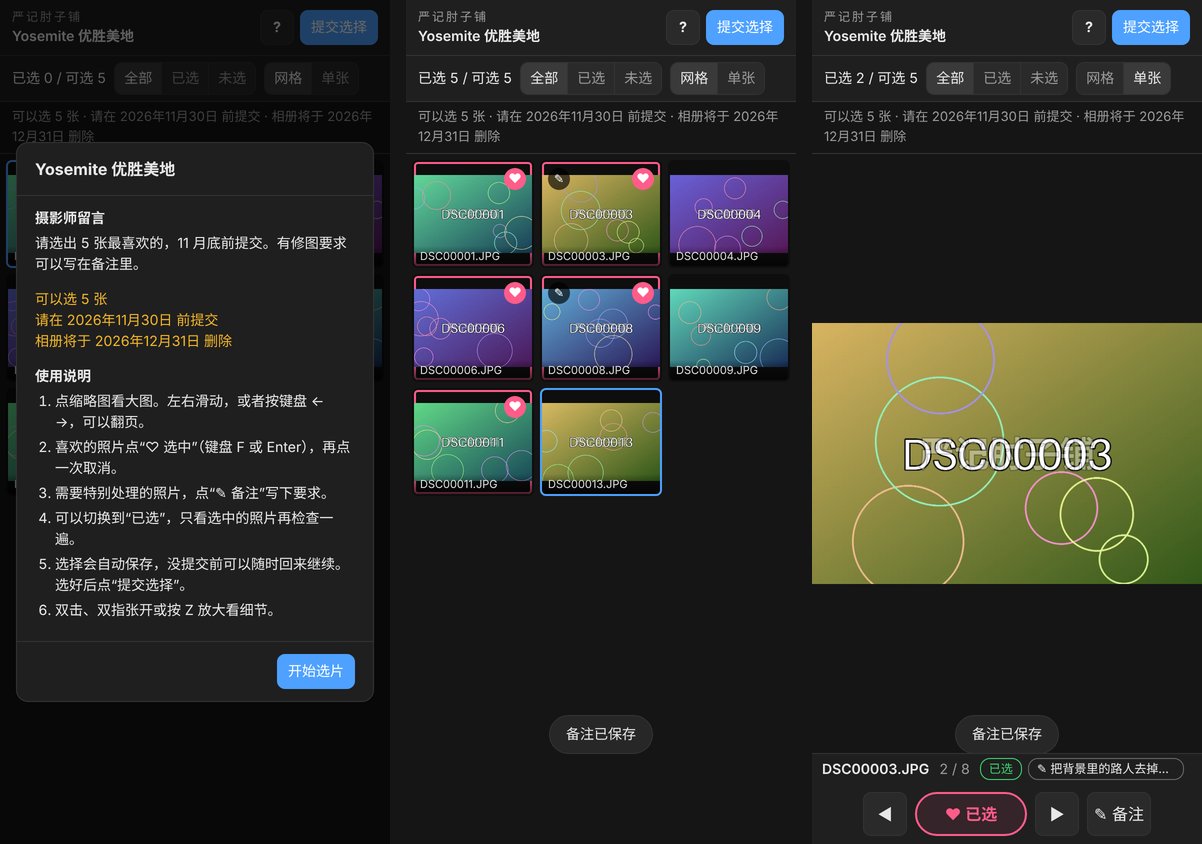 严记肘子铺
Yosemite 优胜美地
?
提交选择
已选 0 / 可选 5
全部
已选
未选
网格
单张
可以选 5 张 · 请在 2026年11月30日 前提交 · 相册将于 2026年
12月31日 删除
Yosemite 优胜美地
摄影师留言
请选出 5 张最喜欢的，11 月底前提交。有修图要求
可以写在备注里。
可以选 5 张
请在 2026年11月30日 前提交
相册将于 2026年12月31日 删除
使用说明
1. 点缩略图看大图。左右滑动，或者按键盘 ←
→，可以翻页。
2. 喜欢的照片点“♡ 选中”（键盘 F 或 Enter），再点
一次取消。
3. 需要特别处理的照片，点“✎ 备注”写下要求。
4. 可以切换到“已选”，只看选中的照片再检查一
遍。
5. 选择会自动保存，没提交前可以随时回来继续。
选好后点“提交选择”。
6. 双击、双指张开或按 Z 放大看细节。
开始选片
严记肘子铺
Yosemite 优胜美地
?
提交选择
已选 5 / 可选 5
全部
已选
未选
网格
单张
可以选 5 张 · 请在 2026年11月30日 前提交 · 相册将于 2026年
12月31日 删除
DSC00001
DSC00001.JPG
DSC00003
DSC00003.JPG
DSC00004
DSC00004.JPG
DSC00006
DSC00006.JPG
DSC00008
DSC00008.JPG
DSC00009
DSC00009.JPG
DSC00011
DSC00011.JPG
DSC00013
DSC00013.JPG
备注已保存
严记肘子铺
Yosemite 优胜美地
?
提交选择
已选 2 / 可选 5
全部
已选
未选
网格
单张
可以选 5 张 · 请在 2026年11月30日 前提交 · 相册将于 2026年
12月31日 删除
DSC00003
备注已保存
DSC00003.JPG
2 / 8
已选
✎ 把背景里的路人去掉...
◀
♥ 已选
▶
✎ 备注